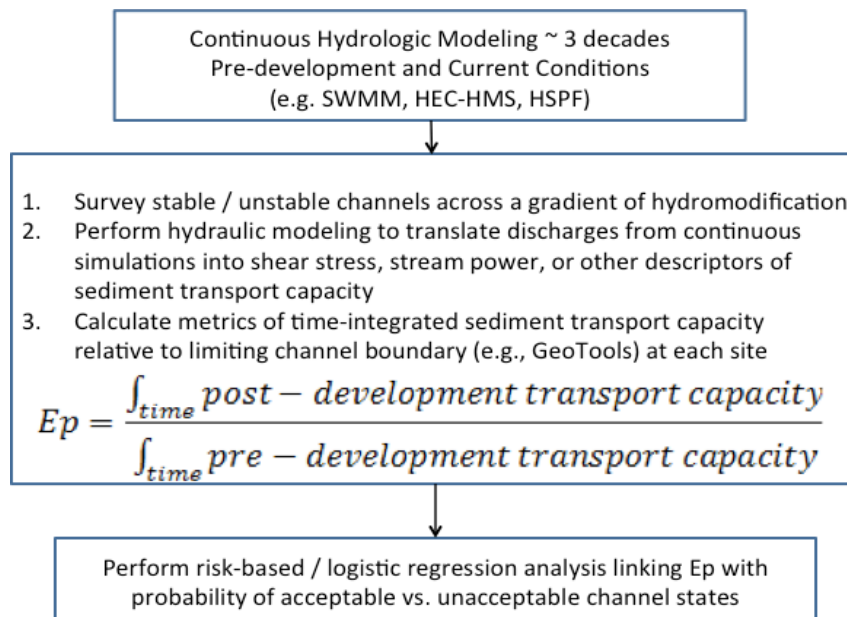 Continuous Hydrologic Modeling ~ 3 decades
Pre-development and Current Conditions
(e.g. SWMM, HEC-HMS, HSPF)
1. Survey stable / unstable channels across a gradient of hydromodification
2. Perform hydraulic modeling to translate discharges from continuous
simulations into shear stress, stream power, or other descriptors of
sediment transport capacity
3. Calculate metrics of time-integrated sediment transport capacity
relative to limiting channel boundary (e.g., GeoTools) at each site
∫time post − development transport capacity
Ep =
∫time pre − development transport capacity
Perform risk-based / logistic regression analysis linking Ep with
probability of acceptable vs. unacceptable channel states